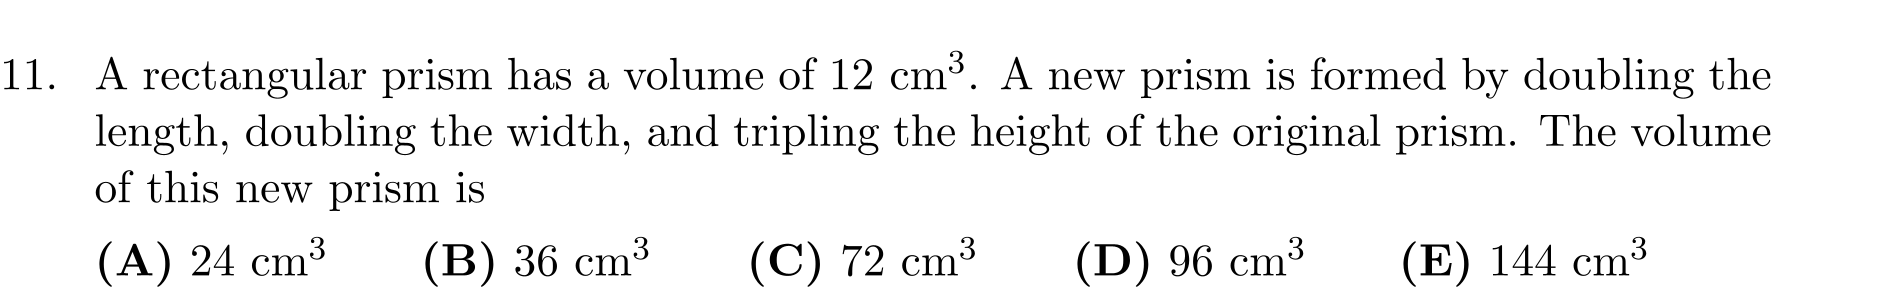 11. A rectangular prism has a volume of 12 cm³. A new prism is formed by doubling the
length, doubling the width, and tripling the height of the original prism. The volume
of this new prism is
(A) 24 cm³ (B) 36 cm³ (C) 72 cm³ (D) 96 cm³ (E) 144 cm³